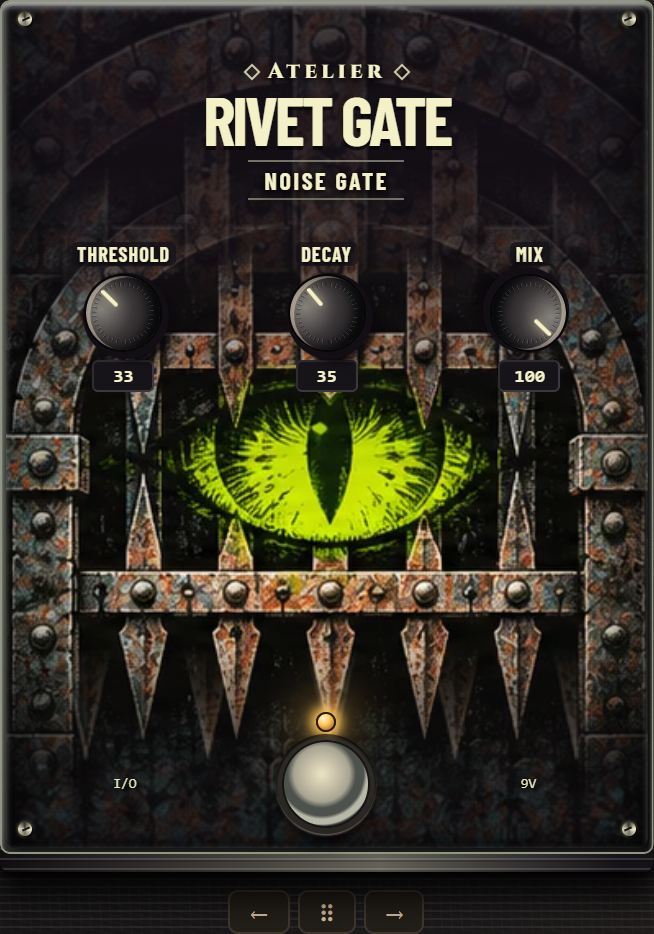 ATELIER
RIVET GATE
NOISE GATE
THRESHOLD DECAY MIX
33 35 100
I/O 9V
← ⠿ →